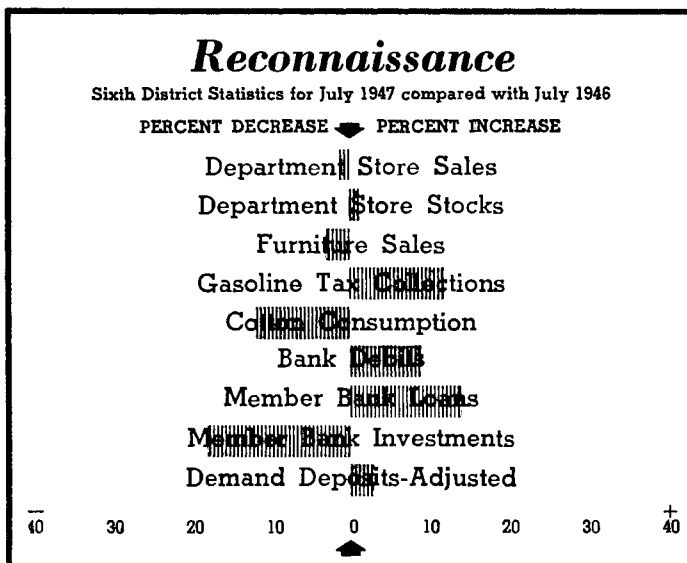 Reconnaissance
Sixth District Statistics for July 1947 compared with July 1946
PERCENT DECREASE PERCENT INCREASE
Department Store Sales
Department Store Stocks
Furniture Sales
Gasoline Tax Collections
Cotton Consumption
Bank Debits
Member Bank Loans
Member Bank Investments
Demand Deposits-Adjusted
— +
40 30 20 10 0 10 20 30 40